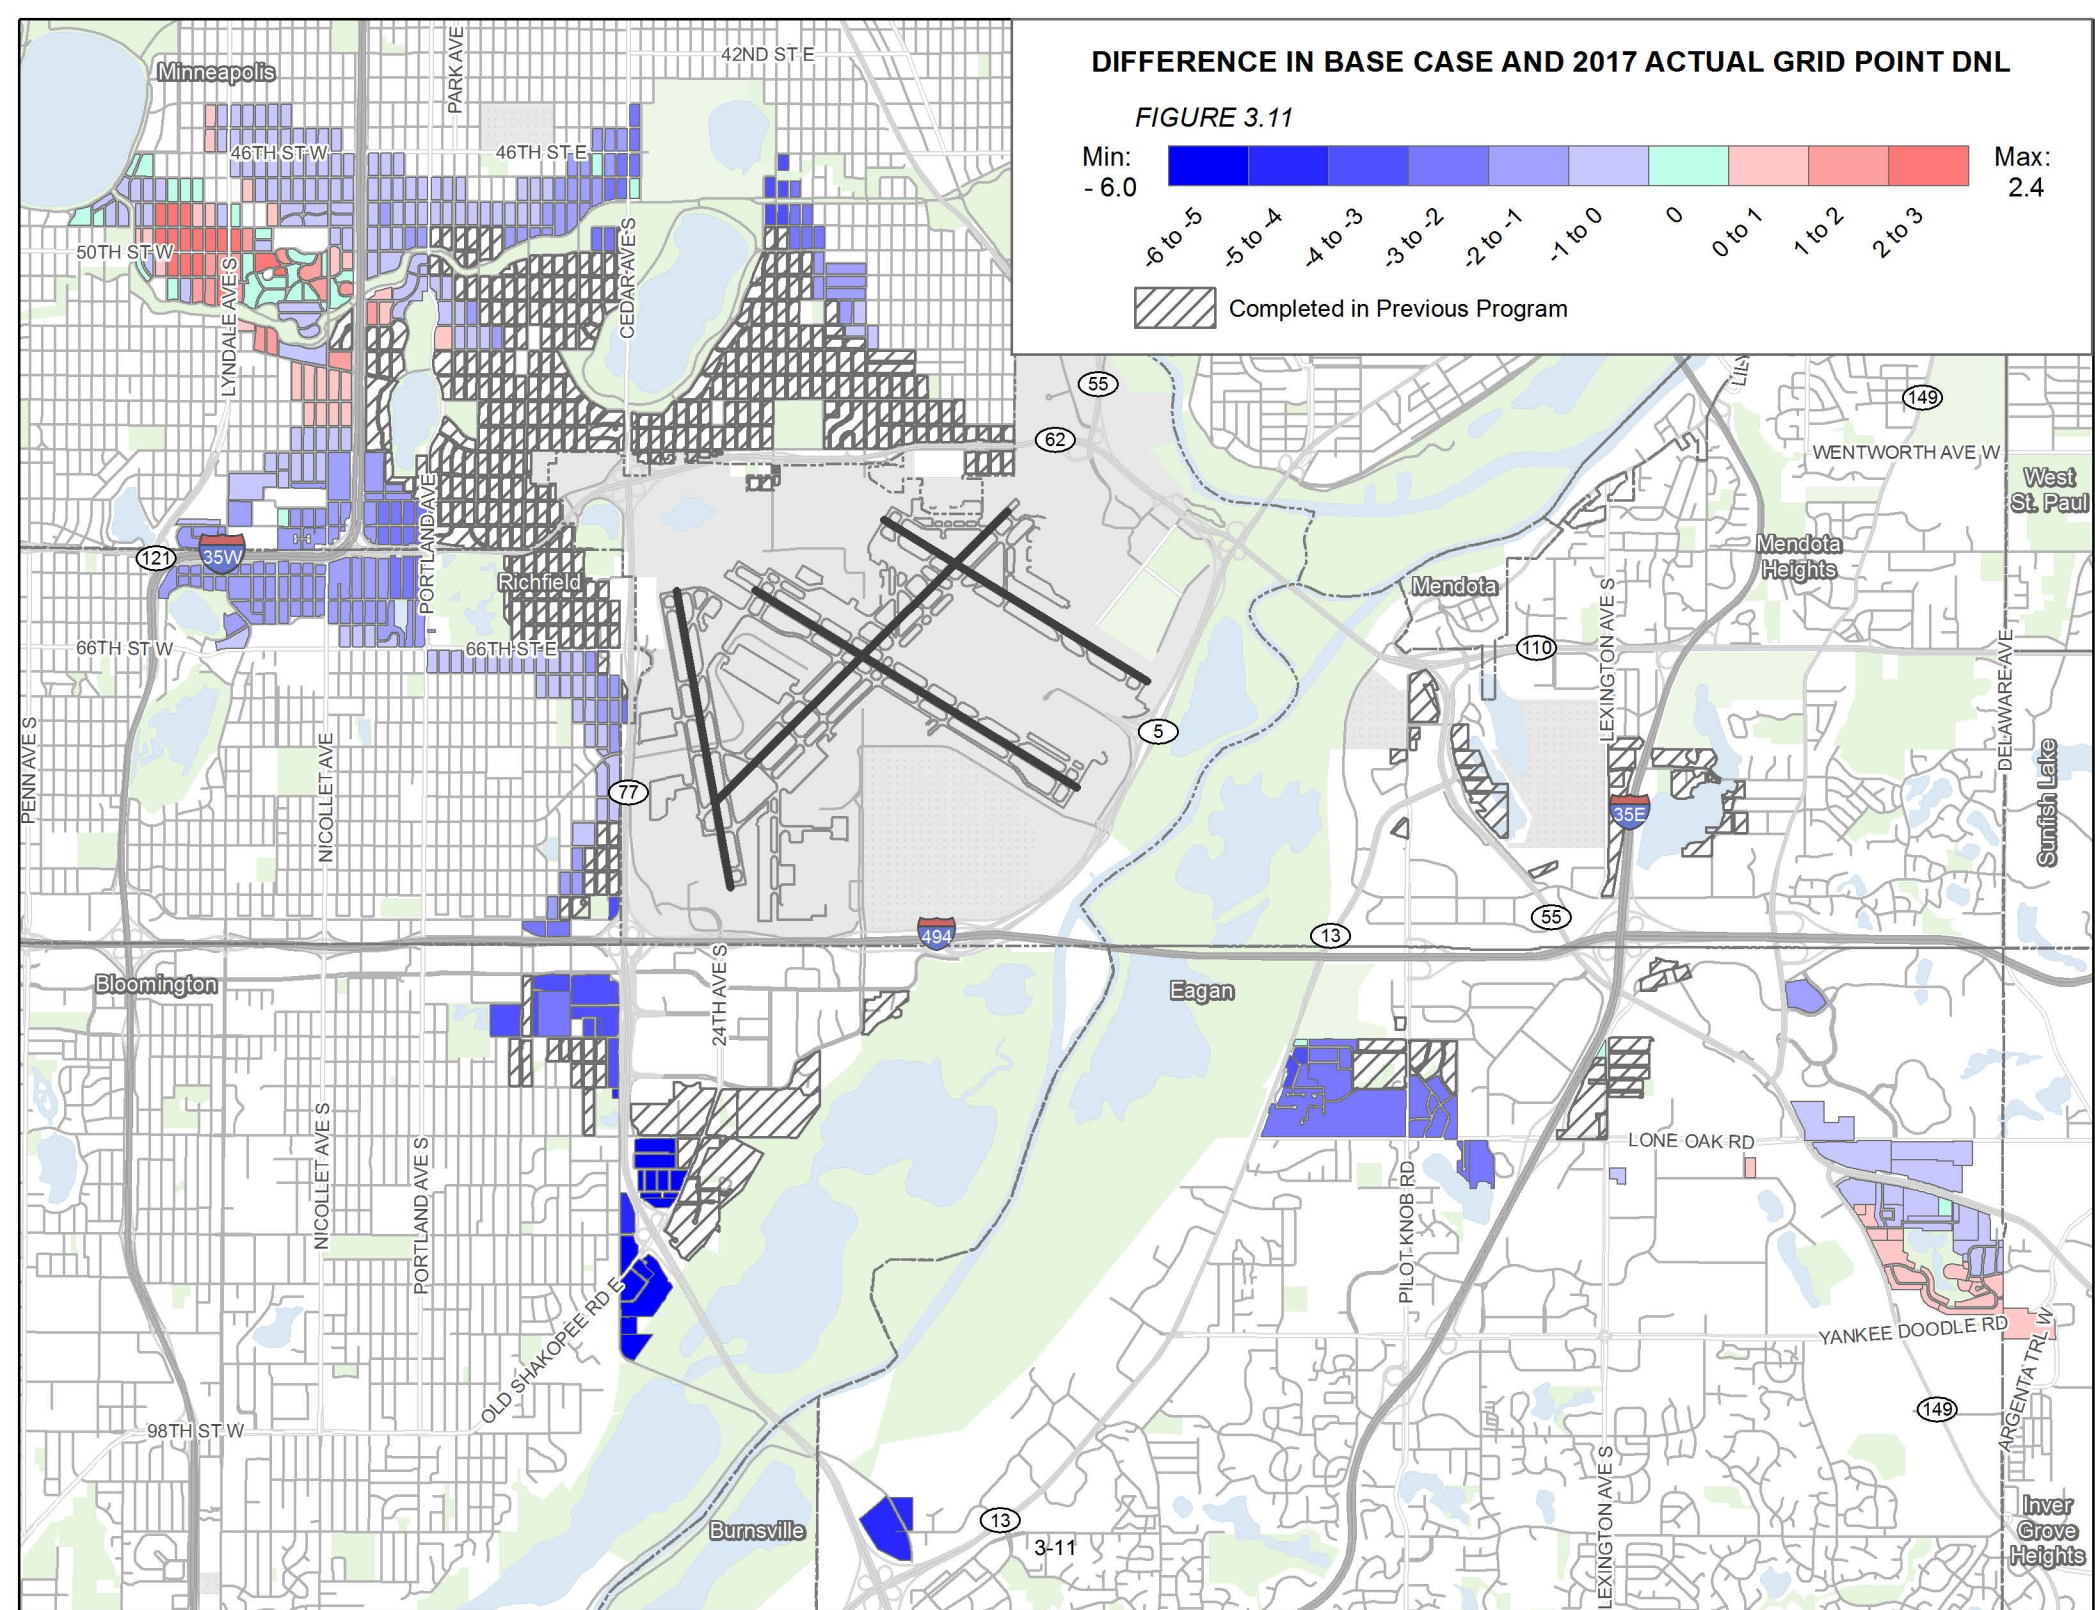 DIFFERENCE IN BASE CASE AND 2017 ACTUAL GRID POINT DNL
FIGURE 3.11
Min:
- 6.0
Max:
2.4
-6 to -5
-5 to -4
-4 to -3
-3 to -2
-2 to -1
-1 to 0
0
0 to 1
1 to 2
2 to 3
Completed in Previous Program
Minneapolis
PARK AVE
42ND ST E
46TH ST W
46TH ST E
50TH ST W
LYNDALE AVE S
CEDAR AVE S
55
149
LILY
62
WENTWORTH AVE W
West
St. Paul
PORTLAND AVE
121
35W
Richfield
Mendota
Mendota
Heights
66TH ST W
66TH ST E
110
LEXINGTON AVE S
DELAWARE AVE
PENN AVE S
NICOLLET AVE
77
5
35E
Sunfish Lake
494
13
55
Bloomington
24TH AVE S
Eagan
NICOLLET AVE S
PORTLAND AVE S
LONE OAK RD
PILOT KNOB RD
OLD SHAKOPEE RD E
YANKEE DOODLE RD
ARGENTA TRL W
149
98TH ST W
LEXINGTON AVE S
Burnsville
13
3-11
Inver
Grove
Heights